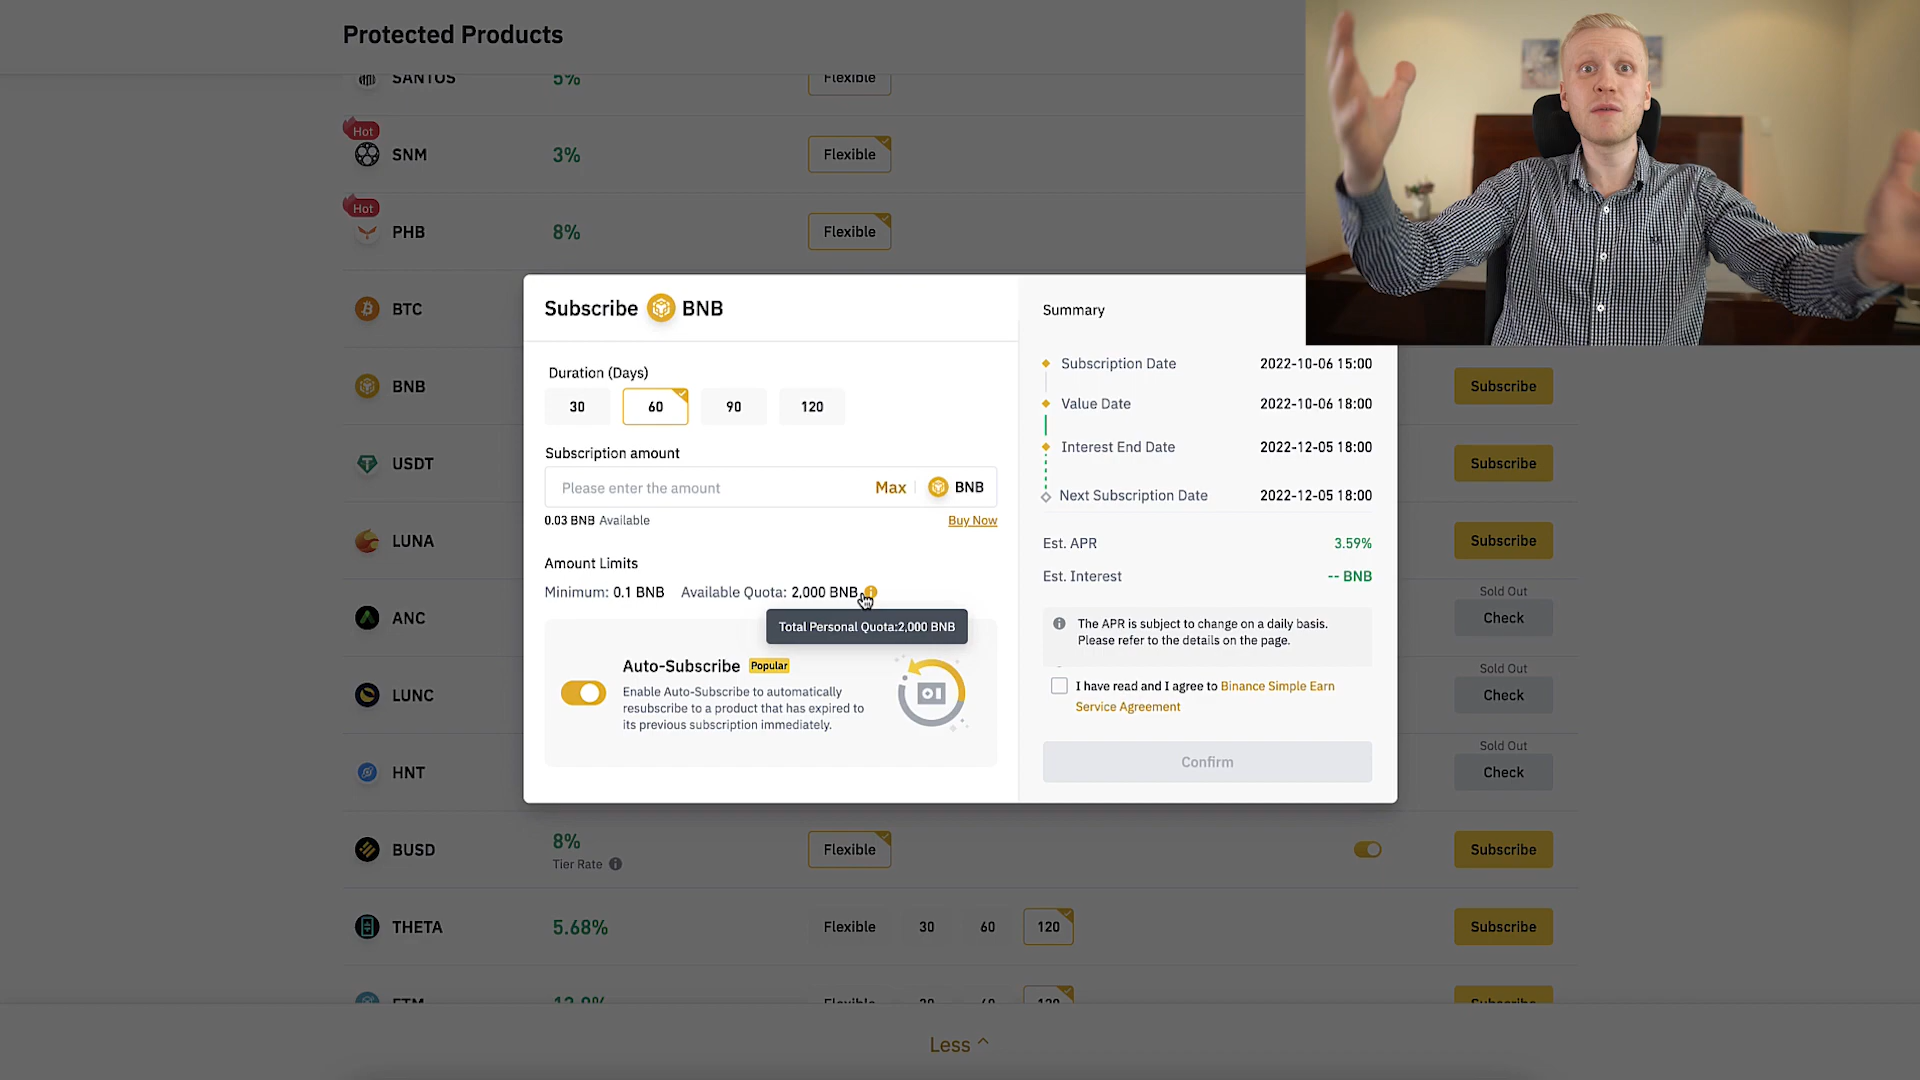 Protected Products
SANTOS 5% Flexible
Hot
SNM 3% Flexible
Hot
PHB 8% Flexible
BTC
BNB Subscribe
USDT Subscribe
LUNA Subscribe
Sold Out
ANC Check
Sold Out
LUNC Check
Sold Out
HNT Check
Subscribe BNB
Duration (Days)
30 60 90 120
Subscription amount
Please enter the amount Max BNB
0.03 BNB Available Buy Now
Amount Limits
Minimum: 0.1 BNB Available Quota: 2,000 BNB
Total Personal Quota:2,000 BNB
Auto-Subscribe Popular
Enable Auto-Subscribe to automatically
resubscribe to a product that has expired to
its previous subscription immediately.
Summary
Subscription Date 2022-10-06 15:00
Value Date 2022-10-06 18:00
Interest End Date 2022-12-05 18:00
Next Subscription Date 2022-12-05 18:00
Est. APR 3.59%
Est. Interest -- BNB
The APR is subject to change on a daily basis.
Please refer to the details on the page.
I have read and I agree to Binance Simple Earn
Service Agreement
Confirm
BUSD 8% Flexible Subscribe
Tier Rate
THETA 5.68% Flexible 30 60 120 Subscribe
Flexible 120 Subscribe
Less